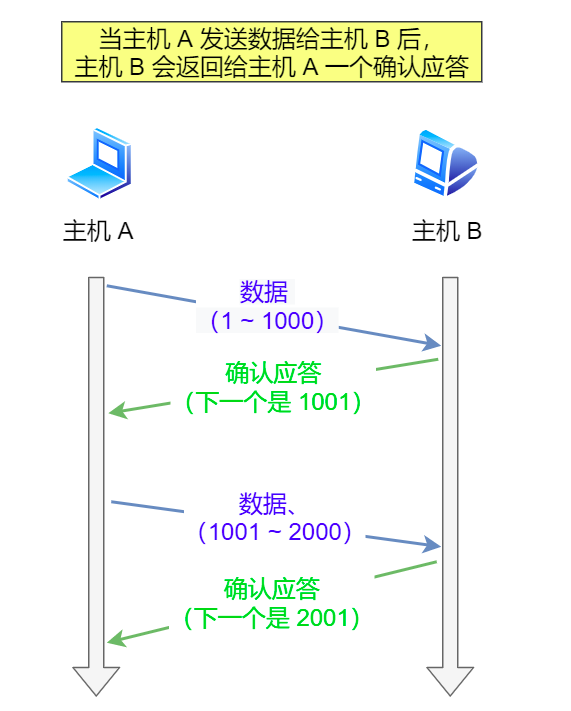 当主机 A 发送数据给主机 B 后，
主机 B 会返回给主机 A 一个确认应答
主机 A
主机 B
数据
（1 ~ 1000）
确认应答
（下一个是 1001）
数据、
（1001 ~ 2000）
确认应答
（下一个是 2001）